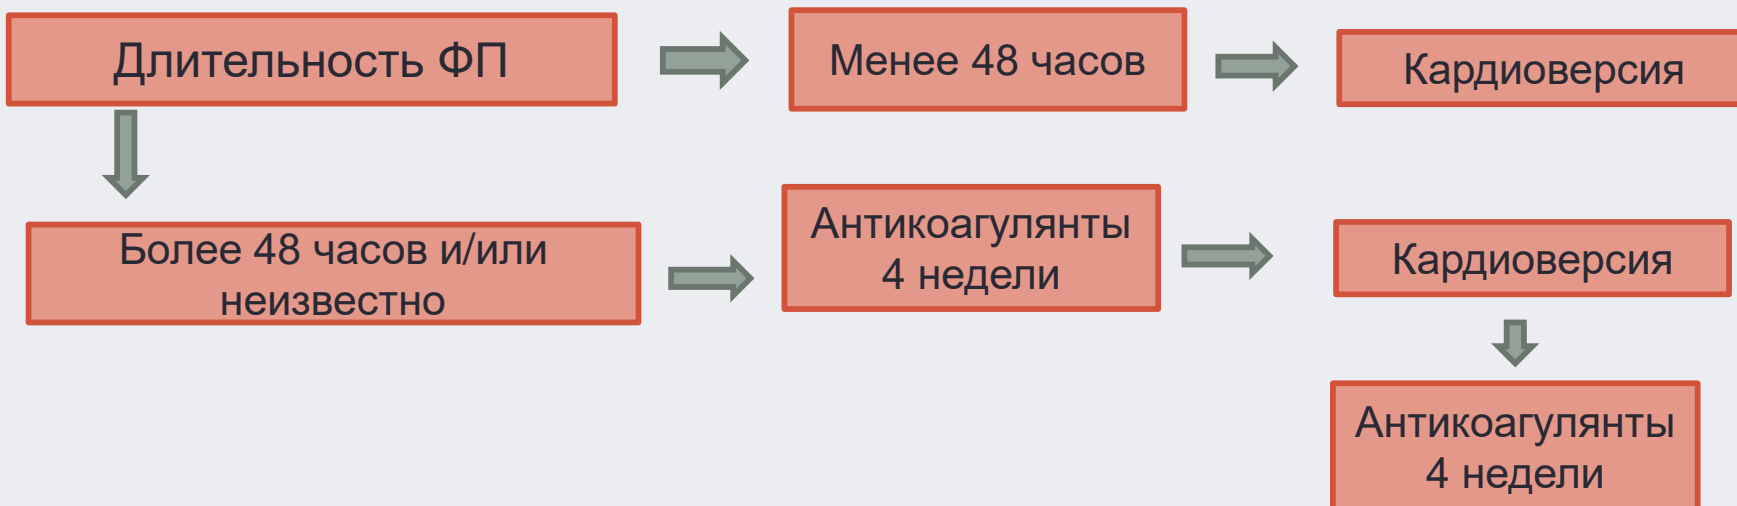 Длительность ФП
Менее 48 часов
Кардиоверсия
Более 48 часов и/или
неизвестно
Антикоагулянты
4 недели
Кардиоверсия
Антикоагулянты
4 недели